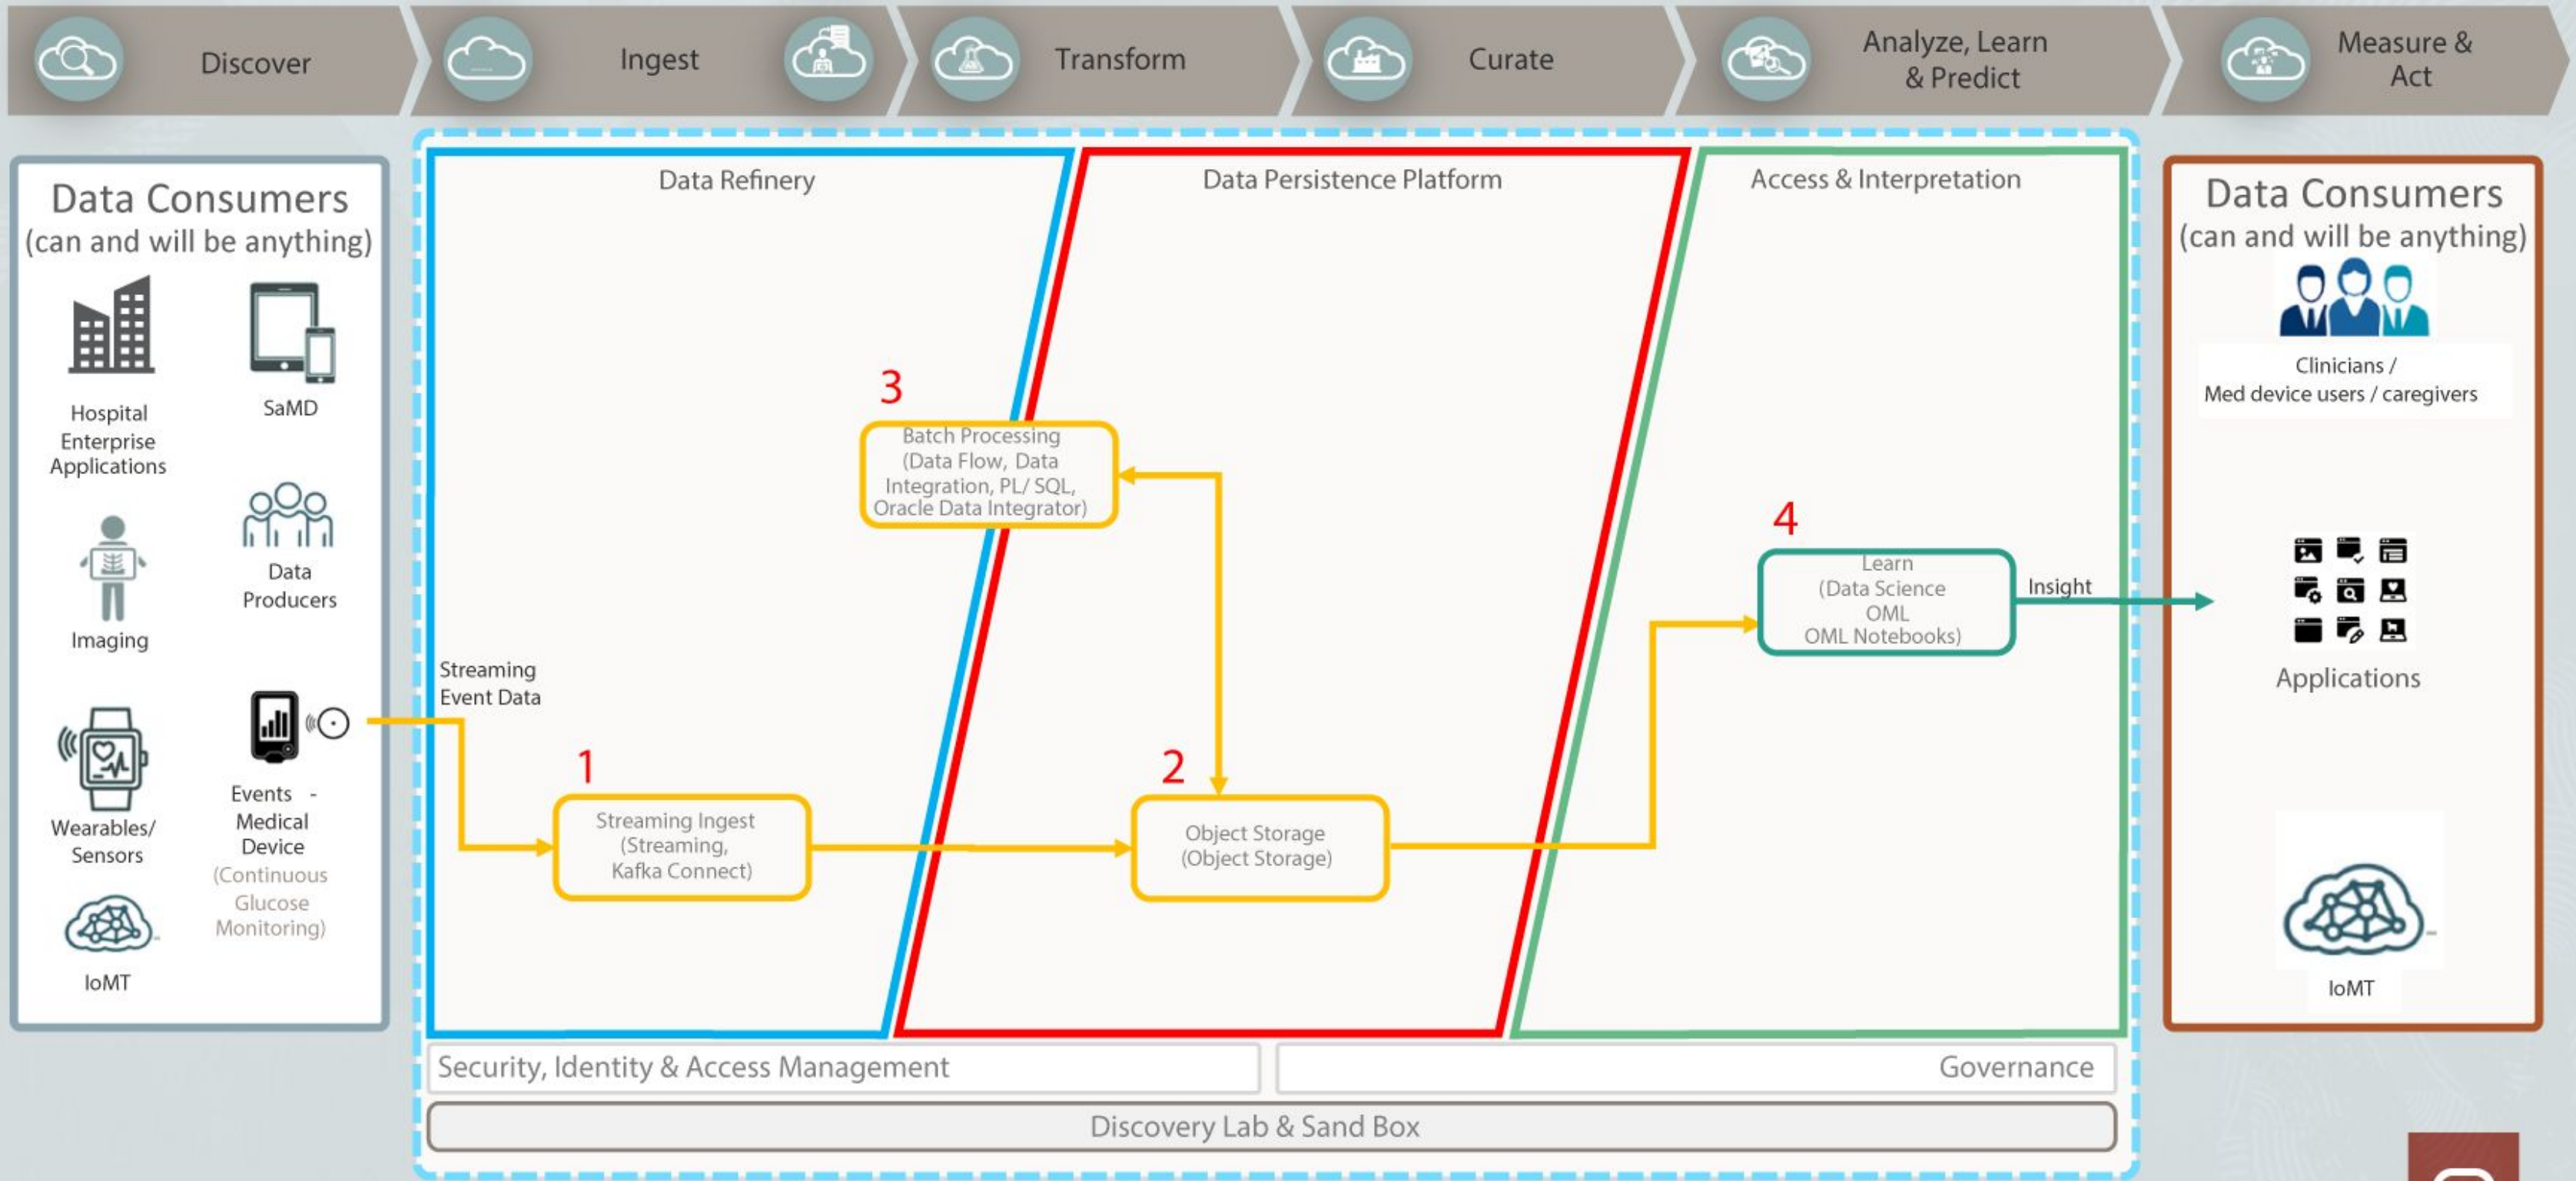 Discover
Ingest
Transform
Curate
Analyze, Learn
& Predict
Measure &
Act
Data Consumers
(can and will be anything)
Hospital
Enterprise
Applications
SaMD
Imaging
Data
Producers
Wearables/
Sensors
Events -
Medical
Device
(Continuous
Glucose
Monitoring)
IoMT
Data Refinery
Streaming
Event Data
1
Streaming Ingest
(Streaming,
Kafka Connect)
3
Batch Processing
(Data Flow, Data
Integration, PL/ SQL,
Oracle Data Integrator)
Data Persistence Platform
2
Object Storage
(Object Storage)
Access & Interpretation
4
Learn
(Data Science
OML
OML Notebooks)
Insight
Data Consumers
(can and will be anything)
Clinicians /
Med device users / caregivers
Applications
IoMT
Security, Identity & Access Management
Governance
Discovery Lab & Sand Box